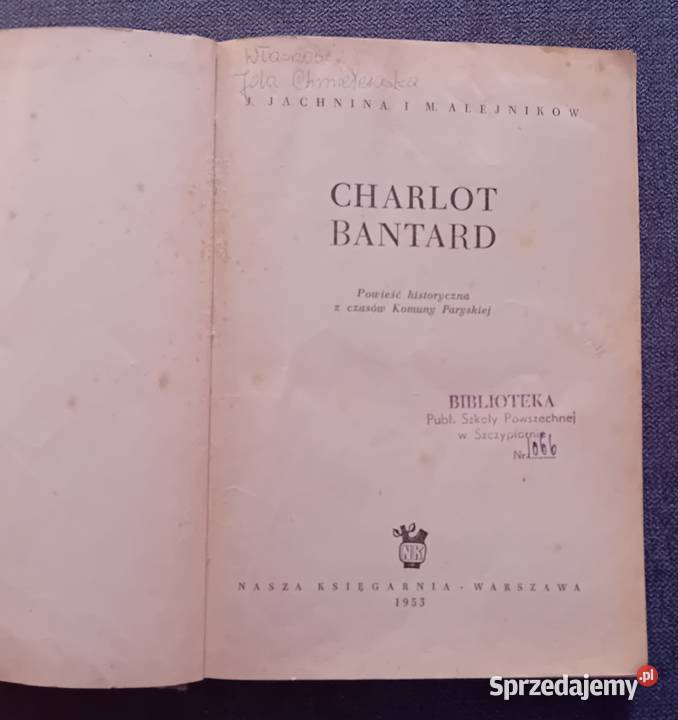 Własność
Jola Chmielewska
J. JACHNINA I M. ALEJNIKOW
CHARLOT
BANTARD
Powieść historyczna
z czasów Komuny Paryskiej
BIBLIOTEKA
Publ. Szkoły Powszechnej
w Szczypiornie
Nr. 1066
NK
NASZA KSIĘGARNIA - WARSZAWA
1953
Sprzedajemy.pl